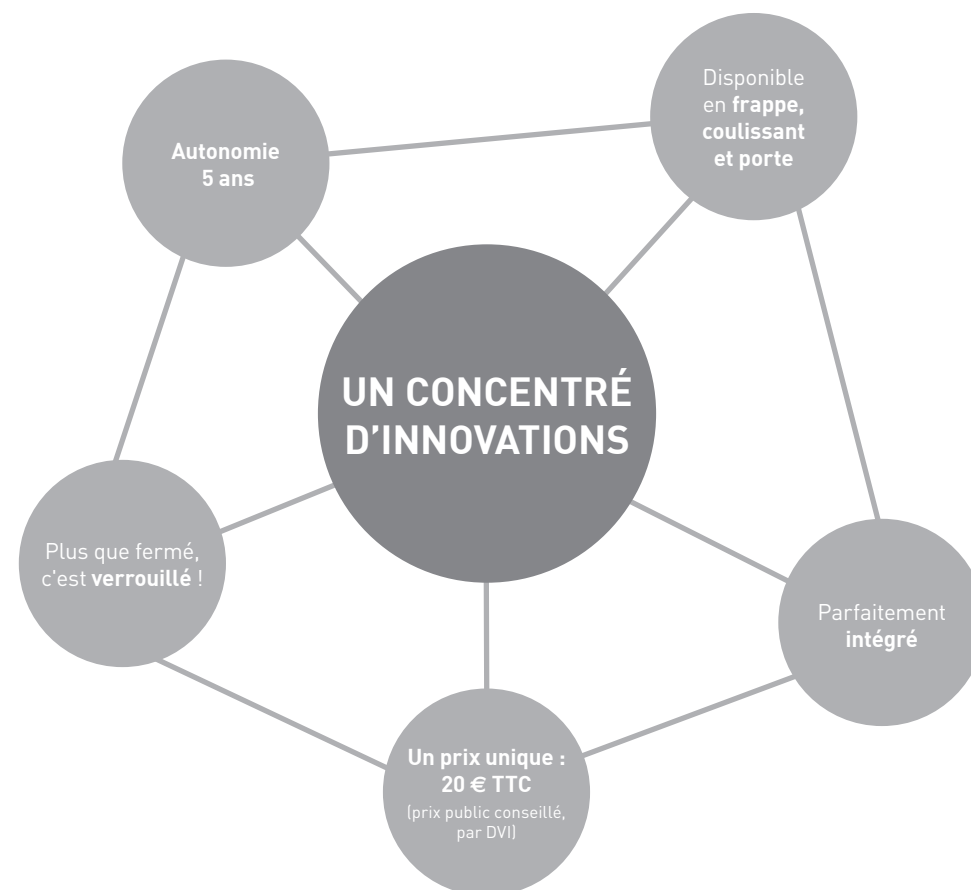 Disponible
en frappe,
coulissant
et porte
Autonomie
5 ans
UN CONCENTRÉ
D'INNOVATIONS
Plus que fermé,
c'est verrouillé !
Parfaitement
intégré
Un prix unique :
20 € TTC
(prix public conseillé,
par DVI)